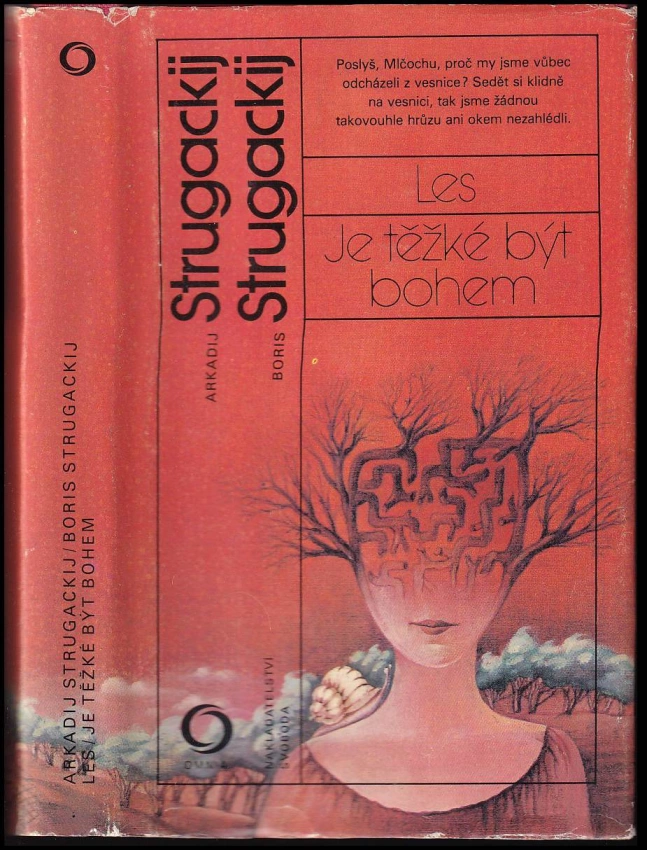 ARKADIJ STRUGACKIJ/BORIS STRUGACKIJ
LES/JE TĚŽKÉ BÝT BOHEM
ARKADIJ Strugackij
BORIS Strugackij
Poslyš, Mlčochu, proč my jsme vůbec
odcházeli z vesnice? Sedět si klidně
na vesnici, tak jsme žádnou
takovouhle hrůzu ani okem nezahlédli.
Les
Je těžké být
bohem
OMNIA
NAKLADATELSTVÍ
SVOBODA